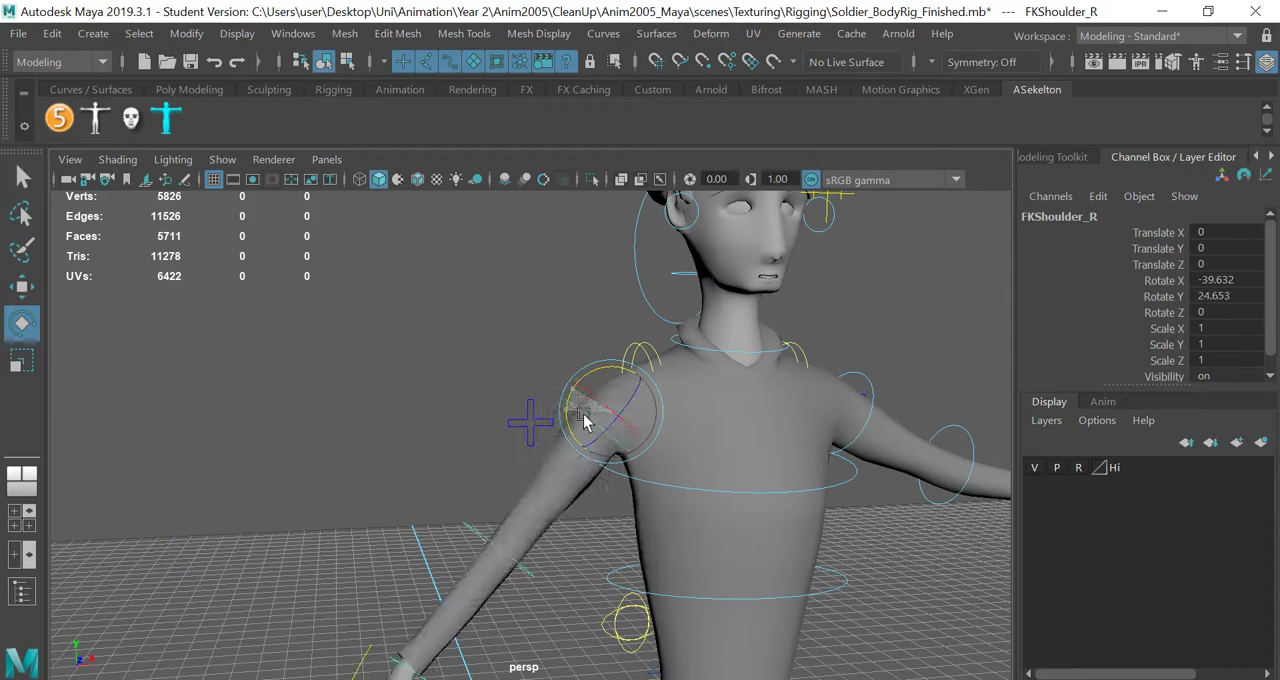 Autodesk Maya 2019.3.1 - Student Version: C:\Users\user\Desktop\Uni\Animation\Year 2\Anim2005\CleanUp\Anim2005_Maya\scenes\Texturing\Rigging\Soldier_BodyRig_Finished.mb* --- FKShoulder_R
File Edit Create Select Modify Display Windows Mesh Edit Mesh Mesh Tools Mesh Display Curves Surfaces Deform UV Generate Cache Arnold Help Workspace : Modeling - Standard*
Modeling No Live Surface Symmetry: Off IPR
Curves / Surfaces Poly Modeling Sculpting Rigging Animation Rendering FX FX Caching Custom Arnold Bifrost MASH Motion Graphics XGen ASekelton
5
View Shading Lighting Show Renderer Panels
odeling Toolkit Channel Box / Layer Editor
0.00 1.00 ON sRGB gamma
Channels Edit Object Show
Verts: 5826 0 0
Edges: 11526 0 0
Faces: 5711 0 0
Tris: 11278 0 0
UVs: 6422 0 0
FKShoulder_R
Translate X 0
Translate Y 0
Translate Z 0
Rotate X -39.632
Rotate Y 24.653
Rotate Z 0
Scale X 1
Scale Y 1
Scale Z 1
Visibility on
Display Anim
Layers Options Help
V P R Hi
persp
y
z x
M